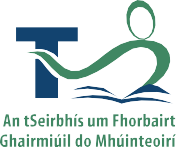 An tSeirbhís um Fhorbairt
Ghairmiúil do Mhúinteoirí